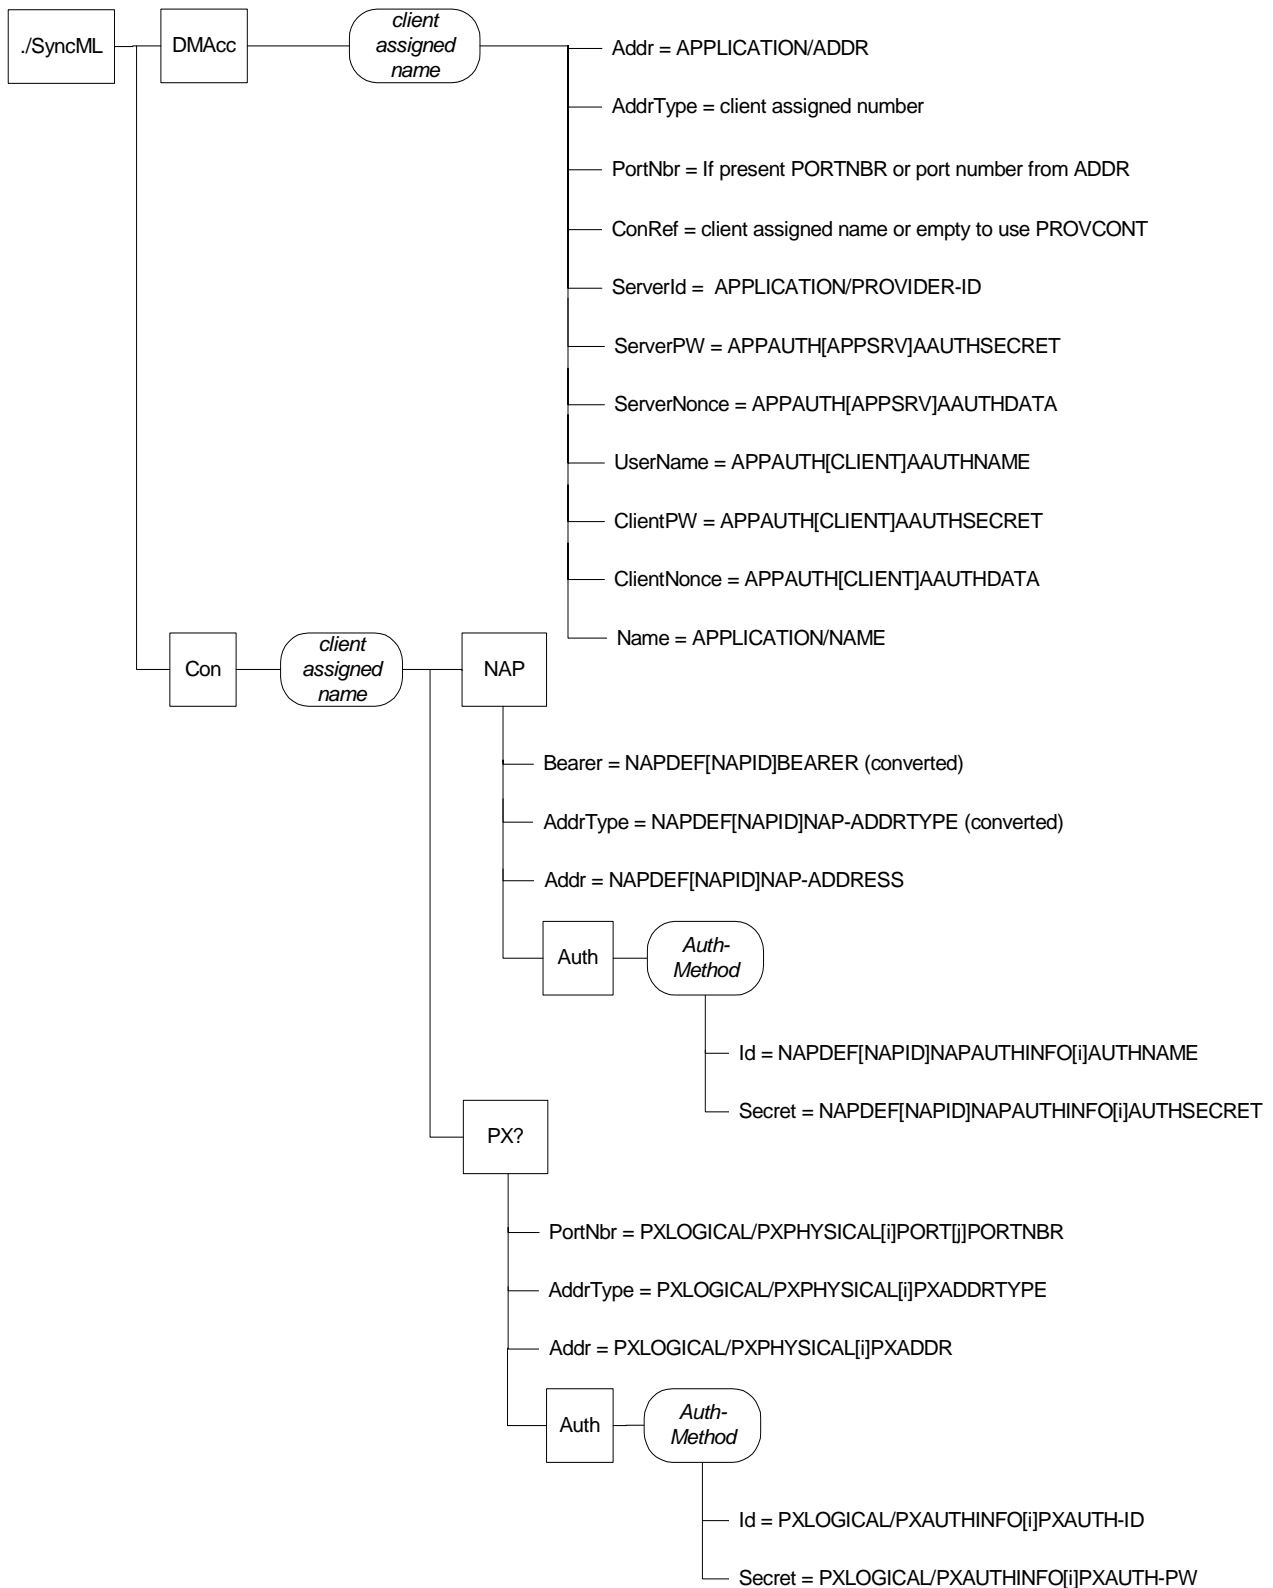 ./SyncML
DMAcc
client
assigned
name
Addr = APPLICATION/ADDR
AddrType = client assigned number
PortNbr = If present PORTNBR or port number from ADDR
ConRef = client assigned name or empty to use PROVCONT
ServerId =  APPLICATION/PROVIDER-ID
ServerPW = APPAUTH[APPSRV]AAUTHSECRET
ServerNonce = APPAUTH[APPSRV]AAUTHDATA
UserName = APPAUTH[CLIENT]AAUTHNAME
ClientPW = APPAUTH[CLIENT]AAUTHSECRET
ClientNonce = APPAUTH[CLIENT]AAUTHDATA
Name = APPLICATION/NAME
Con
client
assigned
name
NAP
Bearer = NAPDEF[NAPID]BEARER (converted)
AddrType = NAPDEF[NAPID]NAP-ADDRTYPE (converted)
Addr = NAPDEF[NAPID]NAP-ADDRESS
Auth
Auth-
Method
Id = NAPDEF[NAPID]NAPAUTHINFO[i]AUTHNAME
Secret = NAPDEF[NAPID]NAPAUTHINFO[i]AUTHSECRET
PX?
PortNbr = PXLOGICAL/PXPHYSICAL[i]PORT[j]PORTNBR
AddrType = PXLOGICAL/PXPHYSICAL[i]PXADDRTYPE
Addr = PXLOGICAL/PXPHYSICAL[i]PXADDR
Auth
Auth-
Method
Id = PXLOGICAL/PXAUTHINFO[i]PXAUTH-ID
Secret = PXLOGICAL/PXAUTHINFO[i]PXAUTH-PW